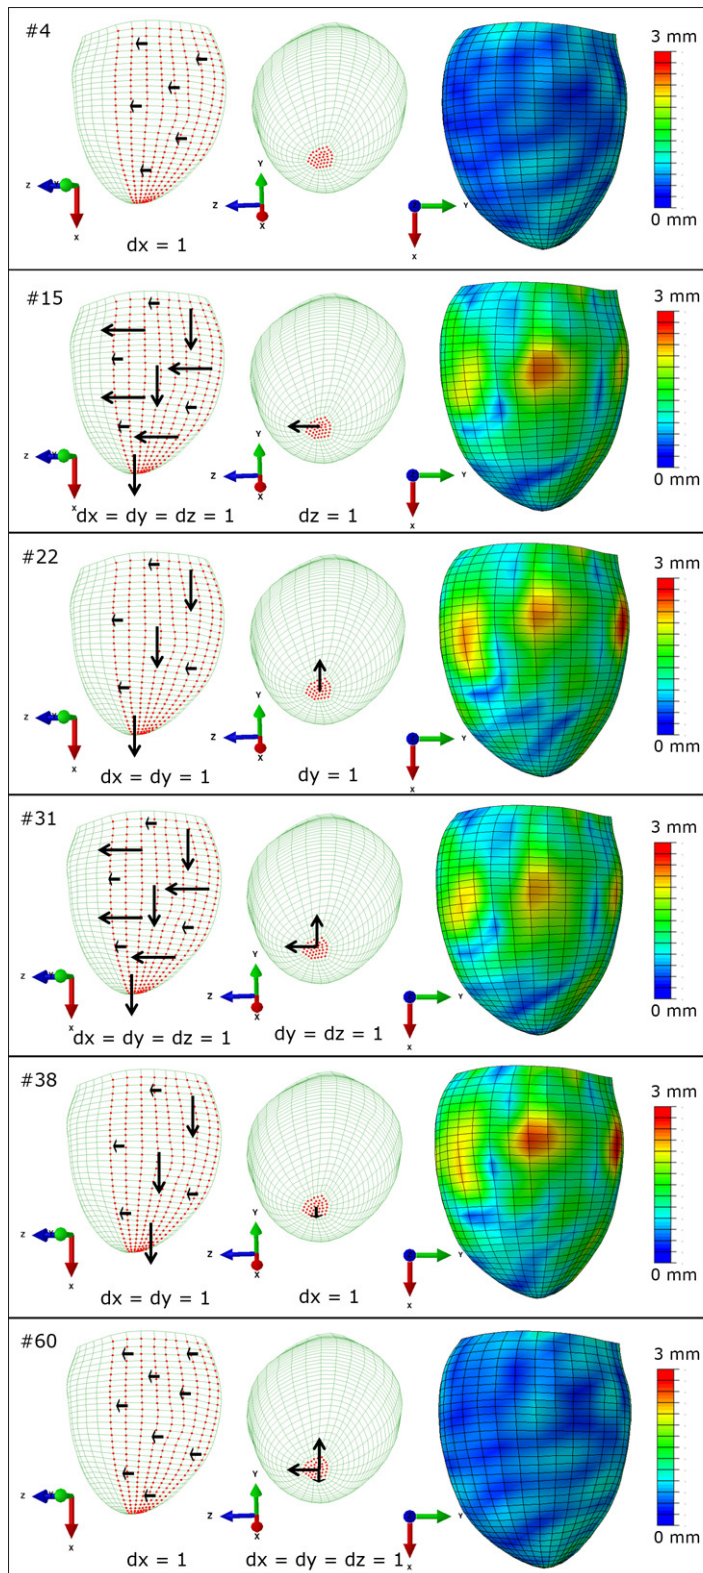 #4
3 mm
Y
Z
Z
X
Y
X
X
0 mm
dx = 1
#15
3 mm
Y
Z
Z
X
Y
X
X
0 mm
dx = dy = dz = 1
dz = 1
#22
3 mm
Y
Z
Z
X
Y
X
X
0 mm
dx = dy = 1
dy = 1
#31
3 mm
Y
Z
Z
X
Y
X
X
0 mm
dx = dy = dz = 1
dy = dz = 1
#38
3 mm
Y
Z
Z
X
Y
X
X
0 mm
dx = dy = 1
dx = 1
#60
3 mm
Y
Z
Z
X
Y
X
X
0 mm
dx = 1
dx = dy = dz = 1